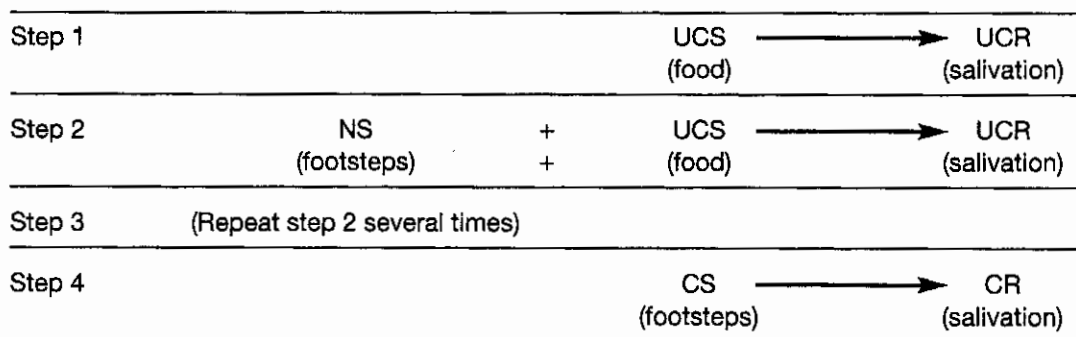 Step 1 UCS UCR
(food) (salivation)
Step 2 NS + UCS UCR
(footsteps) + (food) (salivation)
Step 3 (Repeat step 2 several times)
Step 4 CS CR
(footsteps) (salivation)